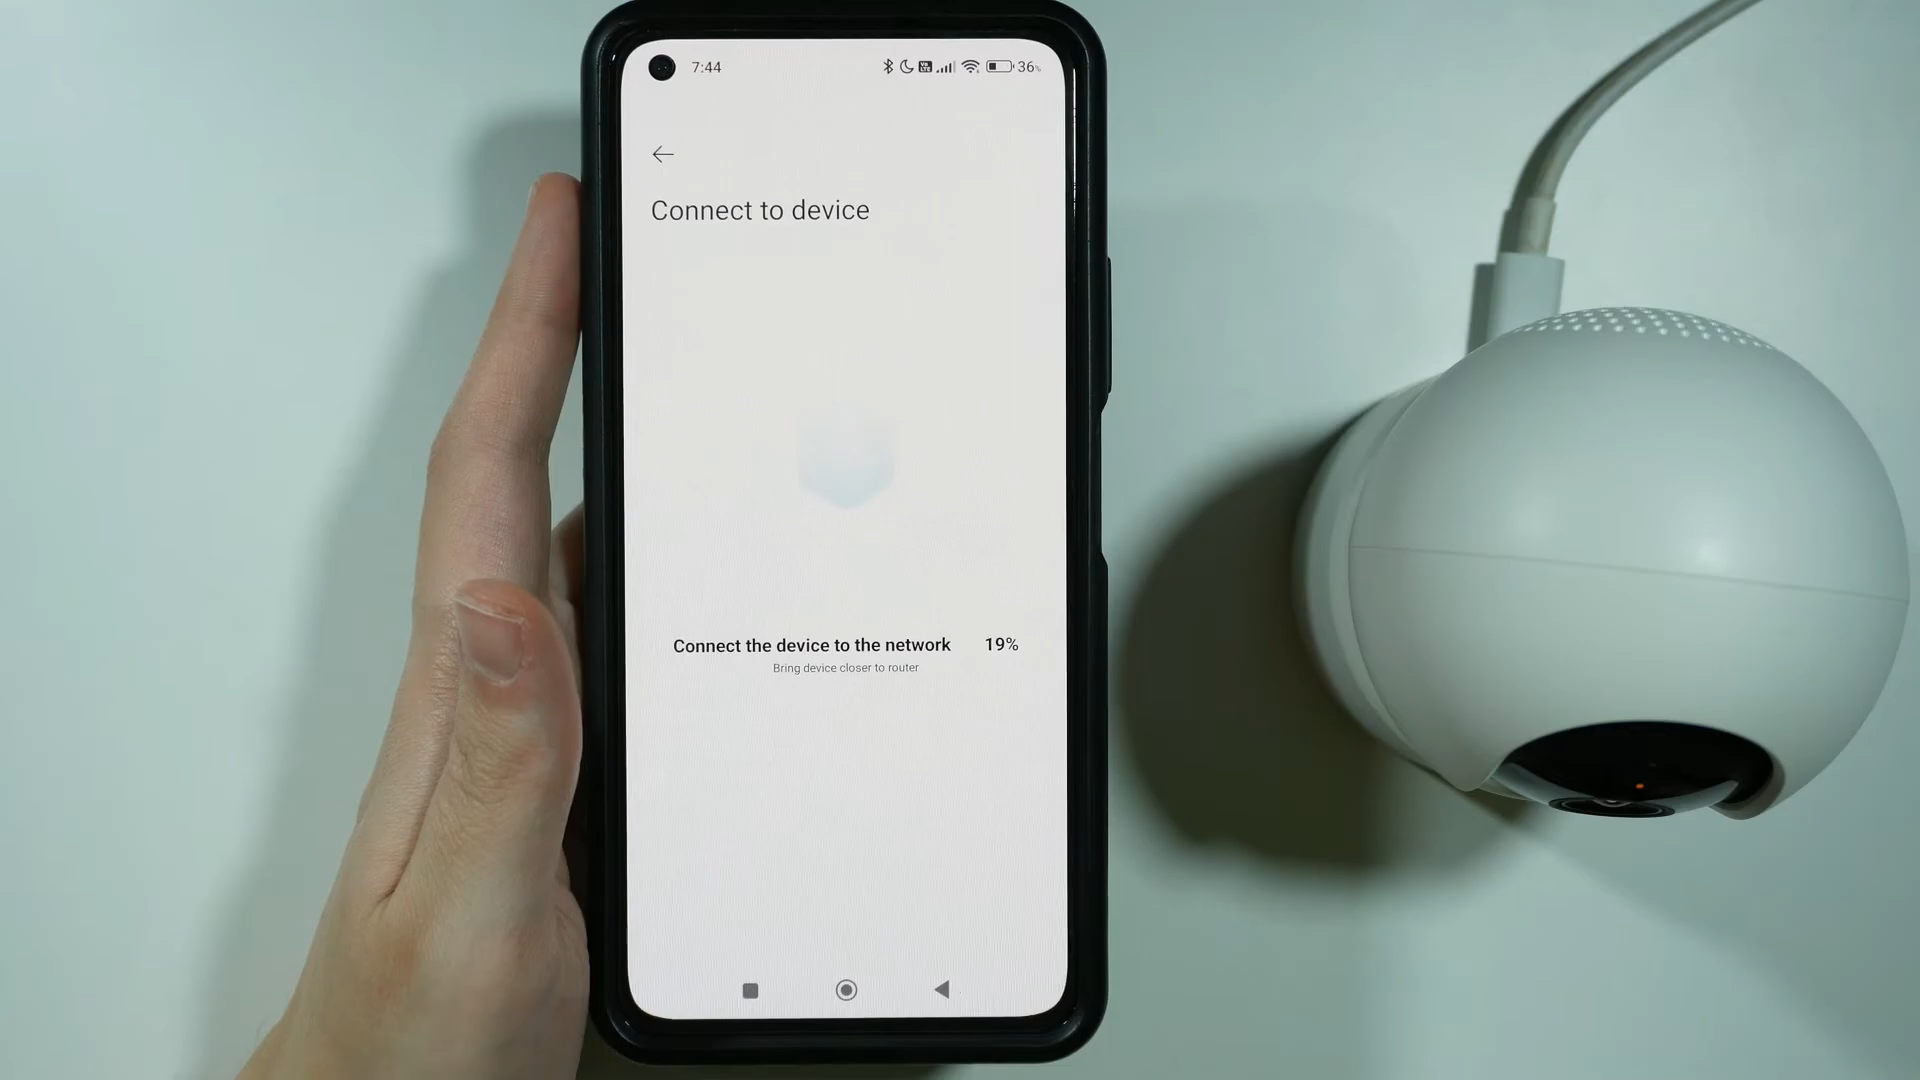 7:44 36%
Connect to device
Connect the device to the network 19%
Bring device closer to router